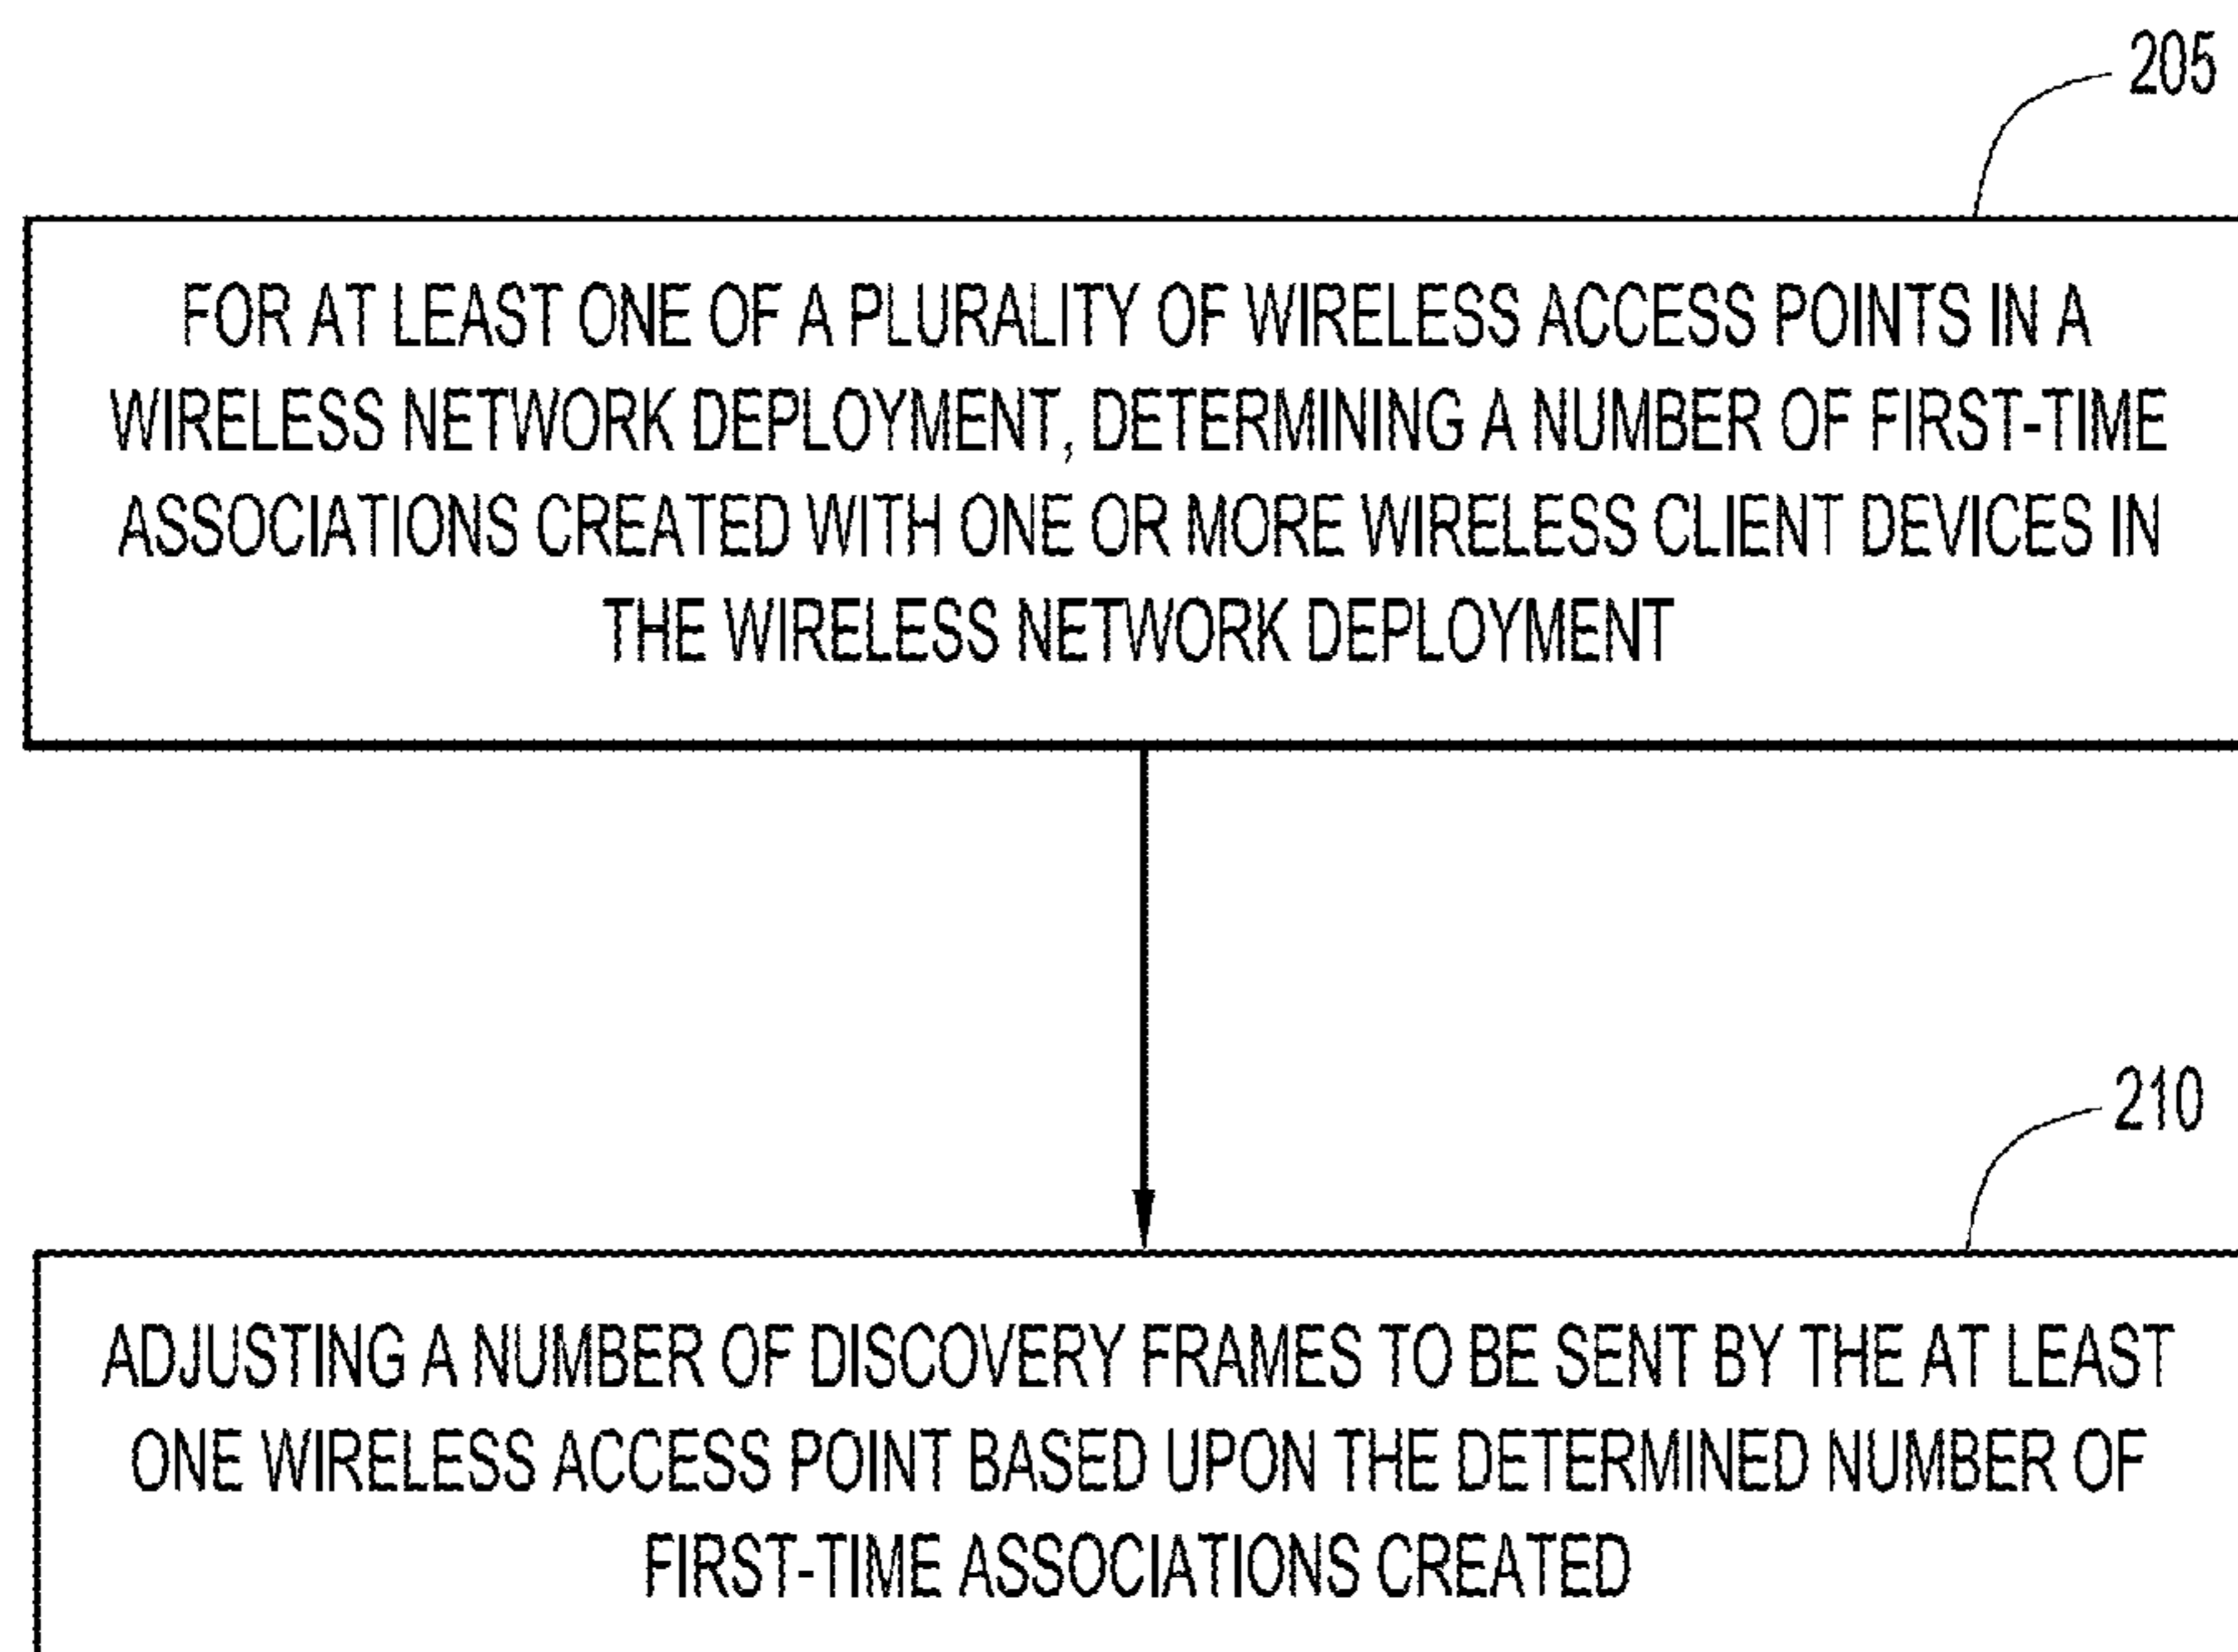 205
FOR AT LEAST ONE OF A PLURALITY OF WIRELESS ACCESS POINTS IN A
WIRELESS NETWORK DEPLOYMENT, DETERMINING A NUMBER OF FIRST-TIME
ASSOCIATIONS CREATED WITH ONE OR MORE WIRELESS CLIENT DEVICES IN
THE WIRELESS NETWORK DEPLOYMENT
210
ADJUSTING A NUMBER OF DISCOVERY FRAMES TO BE SENT BY THE AT LEAST
ONE WIRELESS ACCESS POINT BASED UPON THE DETERMINED NUMBER OF
FIRST-TIME ASSOCIATIONS CREATED